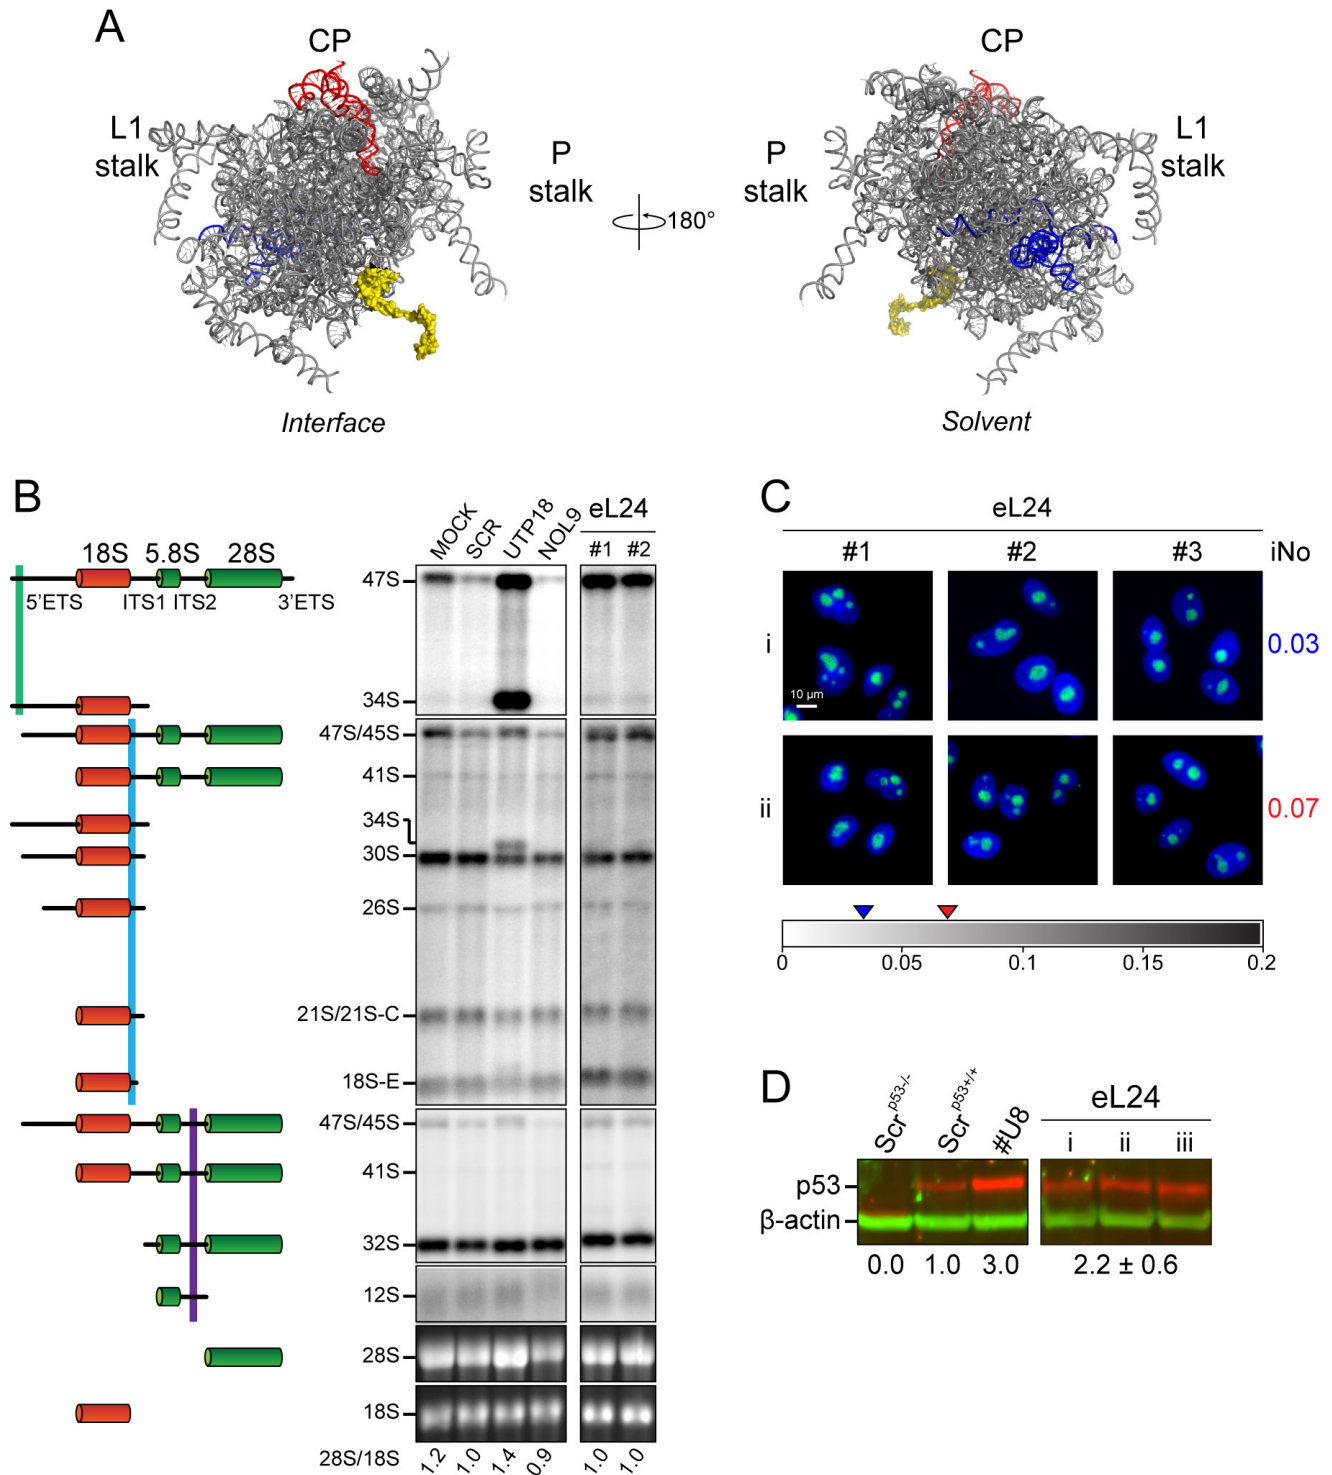 A
CP
L1
stalk
P
stalk
180°
CP
P
stalk
L1
stalk
Interface
Solvent
B
18S 5.8S 28S
5'ETS ITS1 ITS2 3'ETS
MOCK SCR UTP18 NOL9 eL24
#1 #2
47S
34S
47S/45S
41S
34S
30S
26S
21S/21S-C
18S-E
47S/45S
41S
32S
12S
28S
18S
28S/18S 1.2 1.0 1.4 0.9 1.0 1.0
C
eL24
#1 #2 #3 iNo
i 0.03
10 µm
ii 0.07
0 0.05 0.1 0.15 0.2
D
Scr p53-/- Scr p53+/+ #U8 eL24
i ii iii
p53
β-actin
0.0 1.0 3.0 2.2 ± 0.6